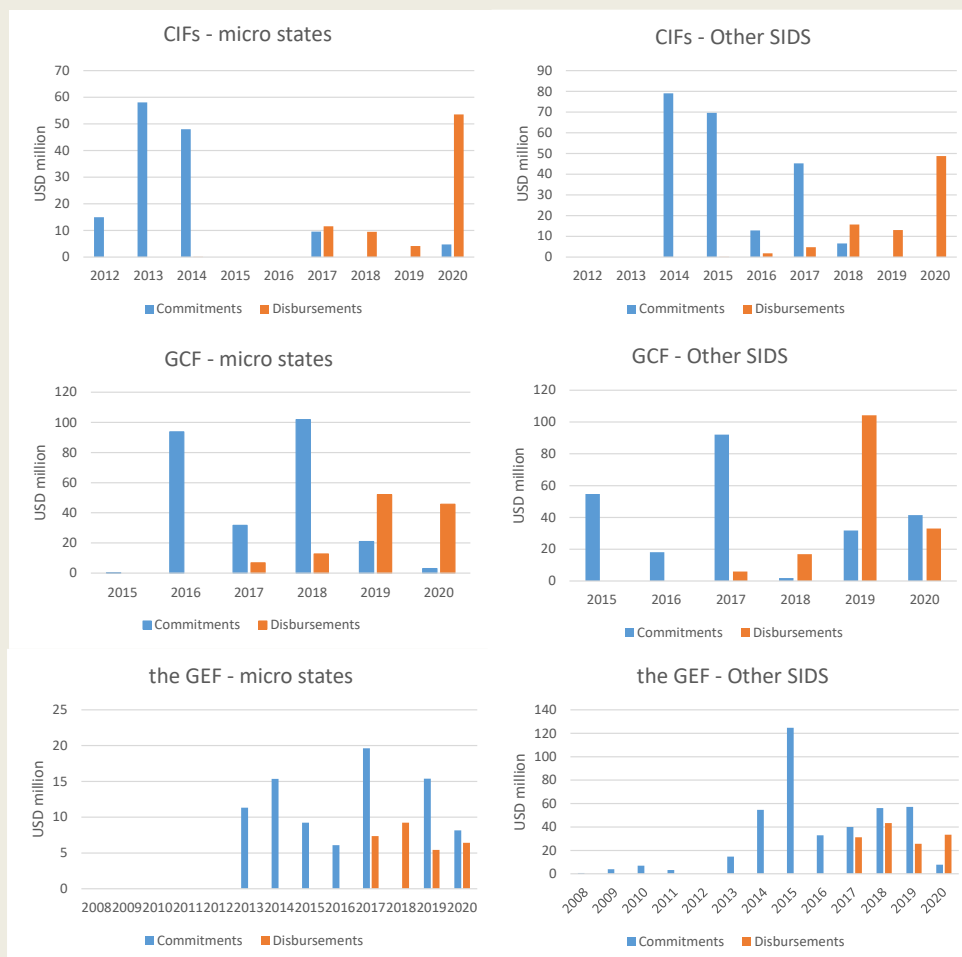 CIFs - micro states
USD million
70
60
50
40
30
20
10
0
2012 2013 2014 2015 2016 2017 2018 2019 2020
Commitments Disbursements
CIFs - Other SIDS
USD million
90
80
70
60
50
40
30
20
10
0
2012 2013 2014 2015 2016 2017 2018 2019 2020
Commitments Disbursements
GCF - micro states
USD million
120
100
80
60
40
20
0
2015 2016 2017 2018 2019 2020
Commitments Disbursements
GCF - Other SIDS
USD million
120
100
80
60
40
20
0
2015 2016 2017 2018 2019 2020
Commitments Disbursements
the GEF - micro states
USD million
25
20
15
10
5
0
2008 2009 2010 2011 2012 2013 2014 2015 2016 2017 2018 2019 2020
Commitments Disbursements
the GEF - Other SIDS
USD million
140
120
100
80
60
40
20
0
2008 2009 2010 2011 2012 2013 2014 2015 2016 2017 2018 2019 2020
Commitments Disbursements